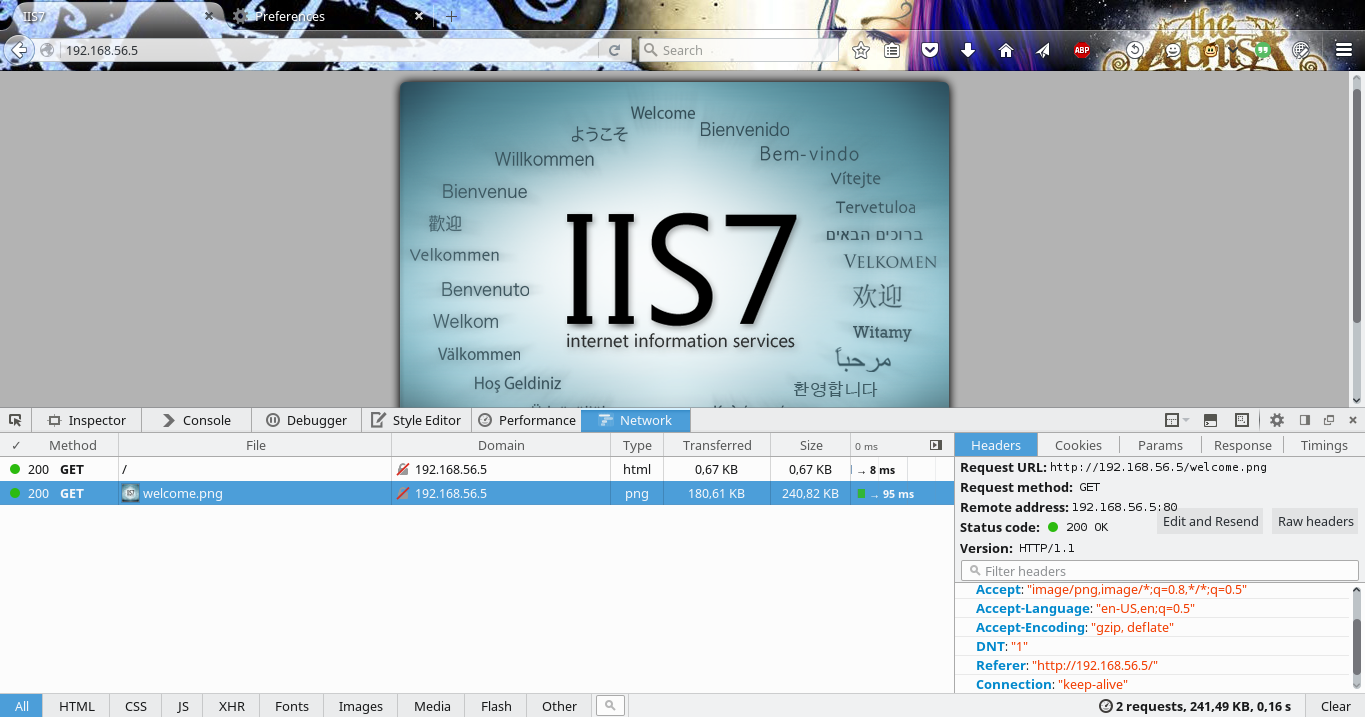 IIS7 Preferences
192.168.56.5 Search ABP
the
Welcome
ようこそ Bienvenido
Willkommen Bem-vindo
Bienvenue Vítejte
歡迎 Tervetuloa
ברוכים הבאים
Velkommen VELKOMEN
Benvenuto 欢迎
Welkom Witamy
IIS7
internet information services
Välkommen مرحباً
Hoş Geldiniz 환영합니다
Inspector Console Debugger Style Editor Performance Network
✓ Method File Domain Type Transferred Size 0 ms Headers Cookies Params Response Timings
200 GET / 192.168.56.5 html 0,67 KB 0,67 KB → 8 ms
200 GET welcome.png 192.168.56.5 png 180,61 KB 240,82 KB → 95 ms
Request URL: http://192.168.56.5/welcome.png
Request method: GET
Remote address: 192.168.56.5:80
Status code: 200 OK Edit and Resend Raw headers
Version: HTTP/1.1
Filter headers
Accept: "image/png,image/*;q=0.8,*/*;q=0.5"
Accept-Language: "en-US,en;q=0.5"
Accept-Encoding: "gzip, deflate"
DNT: "1"
Referer: "http://192.168.56.5/"
Connection: "keep-alive"
All HTML CSS JS XHR Fonts Images Media Flash Other 2 requests, 241,49 KB, 0,16 s Clear